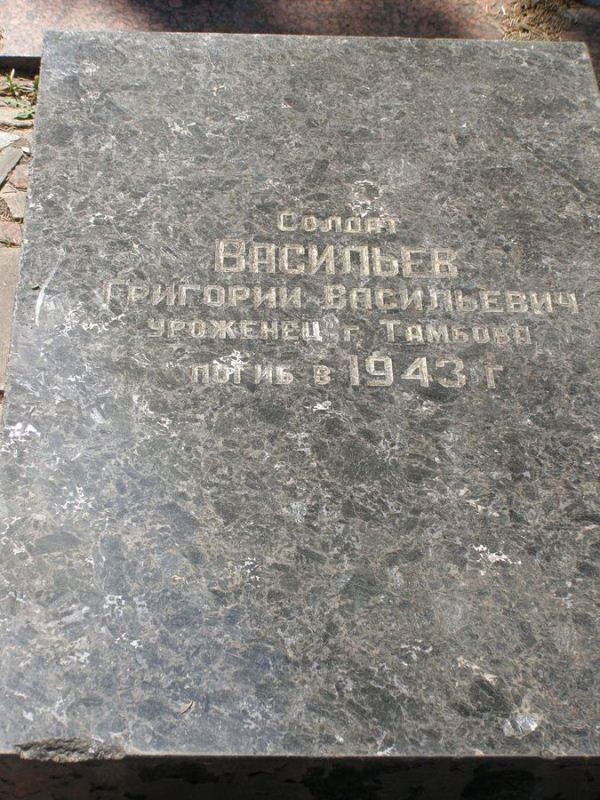 Солдат
ВАСИЛЬЕВ
ГРИГОРИЙ ВАСИЛЬЕВИЧ
УРОЖЕНЕЦ г. ТАМБОВА
ПОГИБ В 1943 г